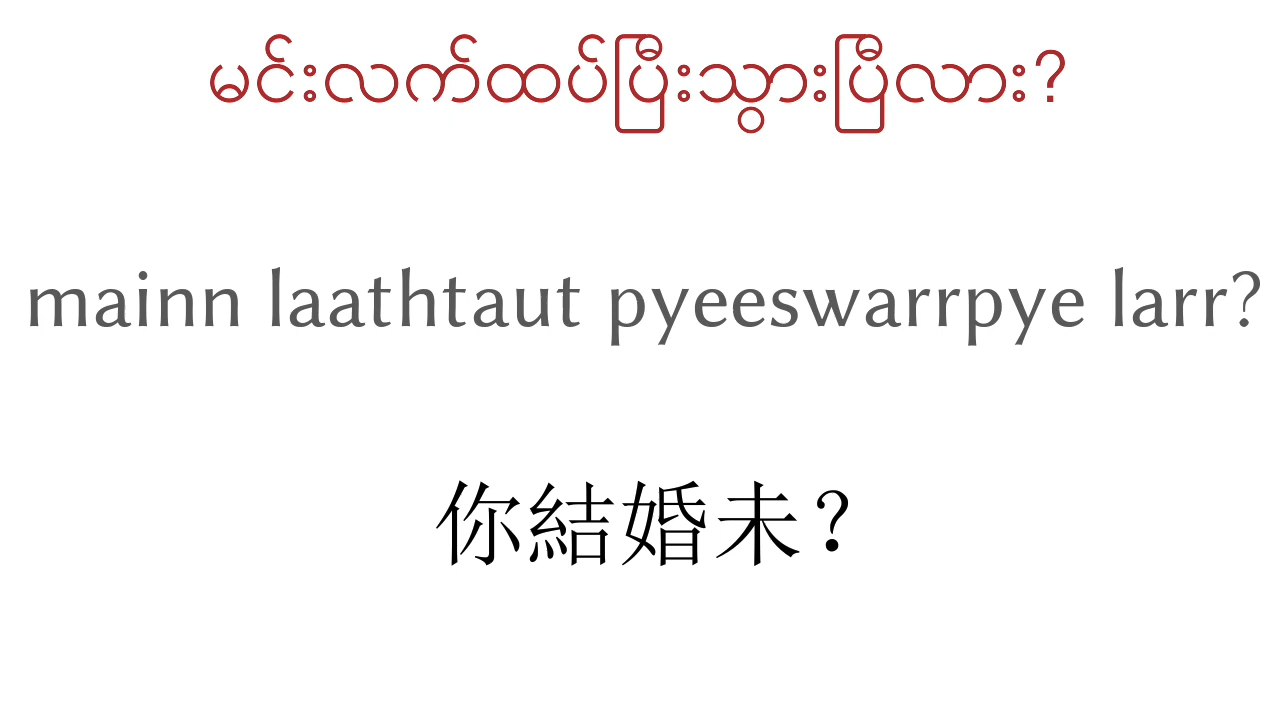 မင်းလက်ထပ်ပြီးသွားပြီလား?
mainn laathtaut pyeeswarrpye larr?
你結婚未？